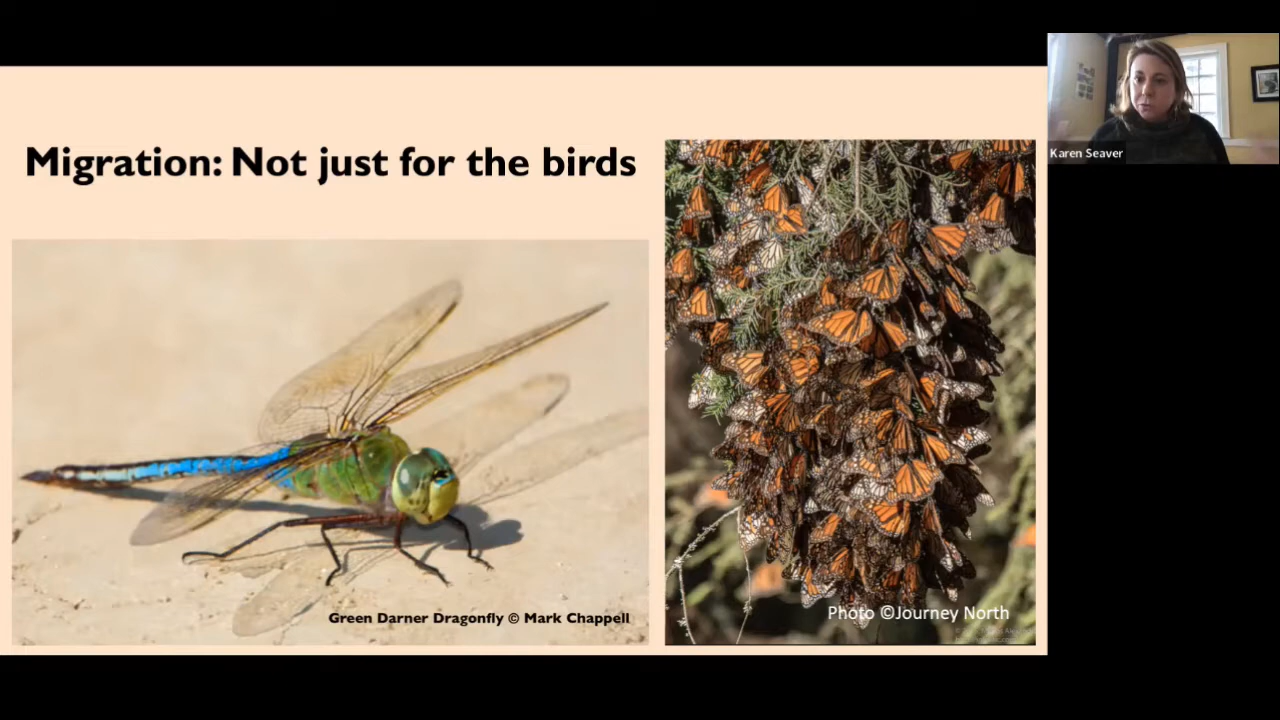 Migration: Not just for the birds
Karen Seaver
Green Darner Dragonfly © Mark Chappell
Photo ©Journey North